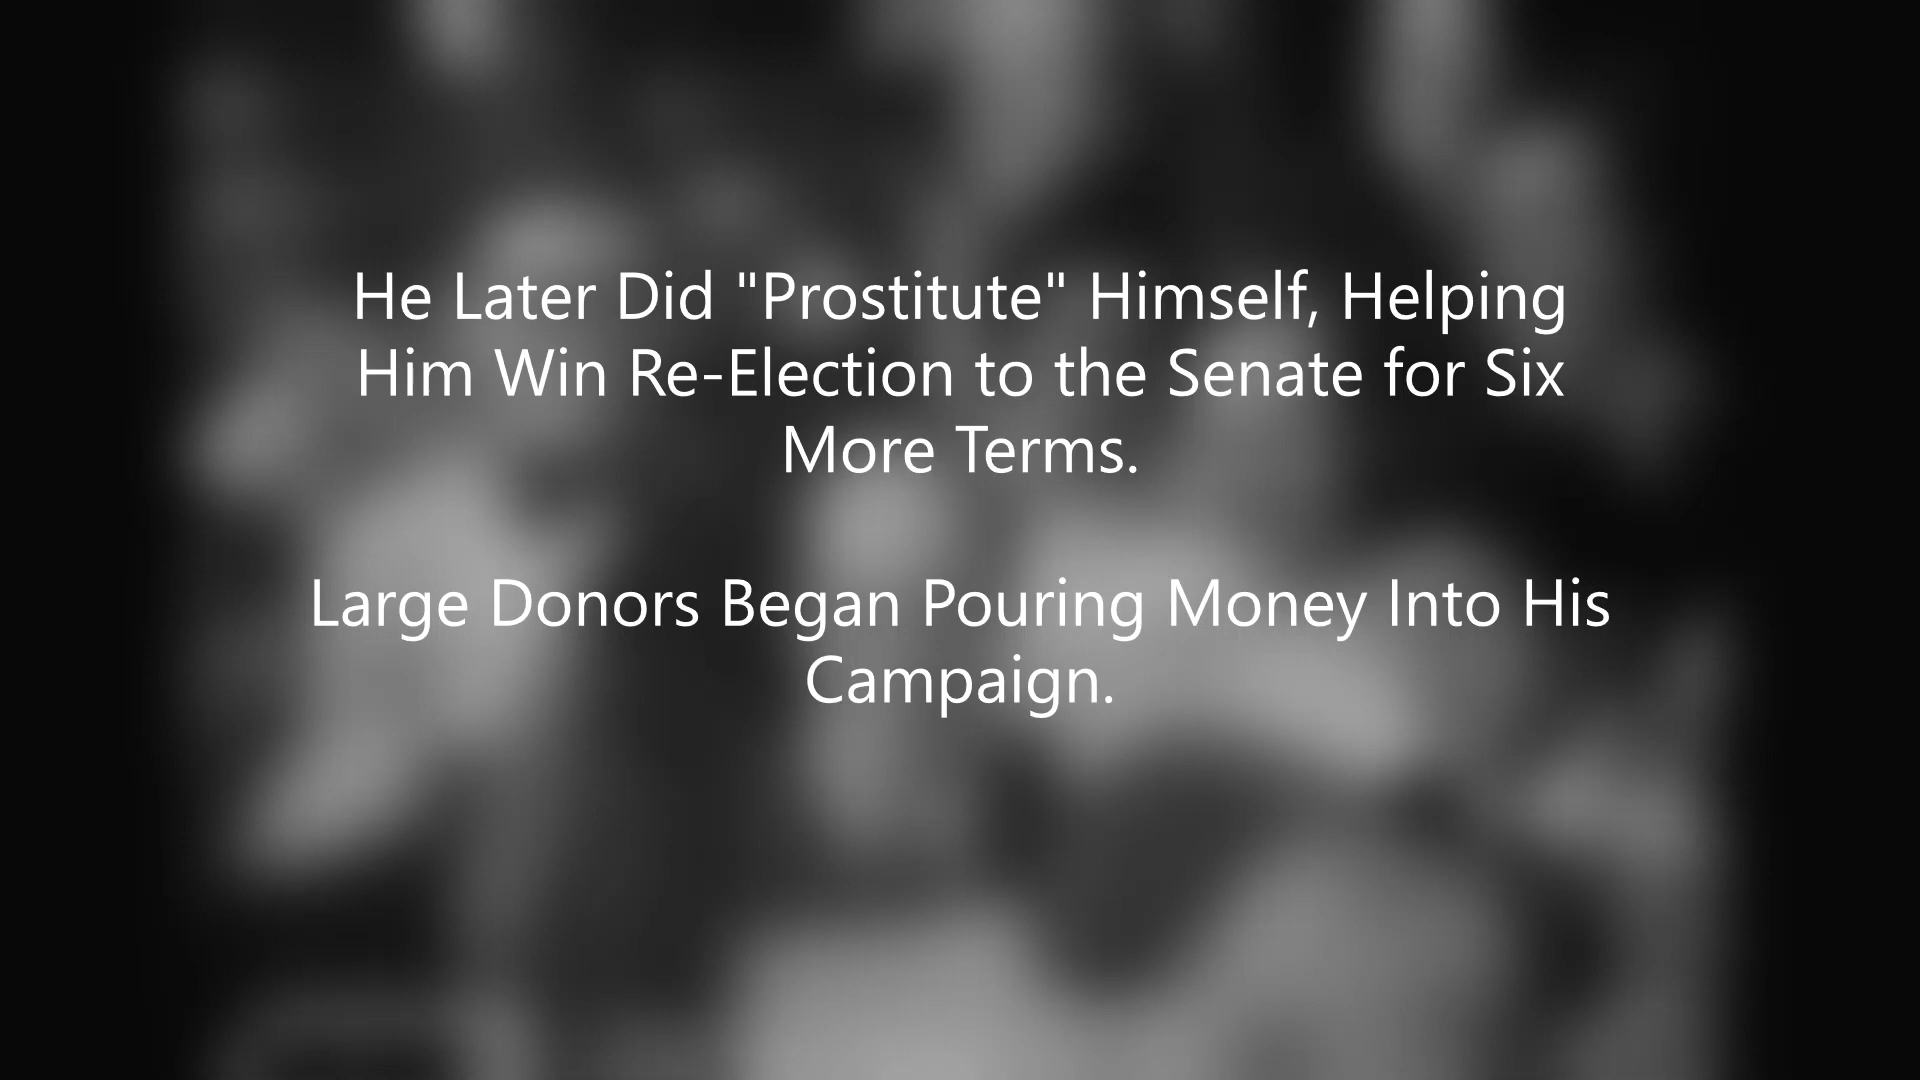 He Later Did "Prostitute" Himself, Helping
Him Win Re-Election to the Senate for Six
More Terms.
Large Donors Began Pouring Money Into His
Campaign.